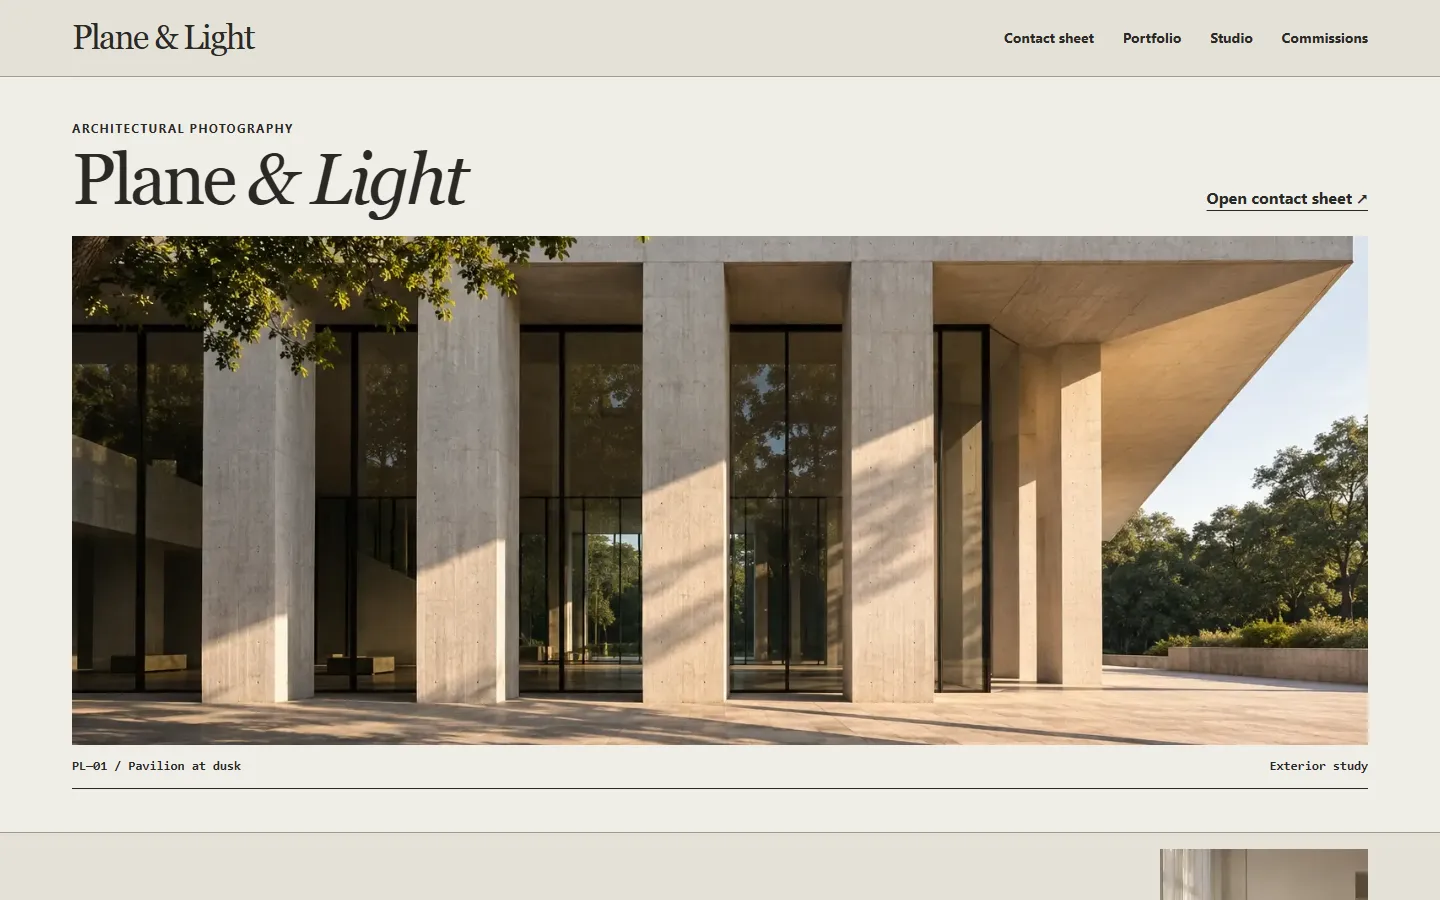 Plane & Light
Contact sheet
Portfolio
Studio
Commissions
ARCHITECTURAL PHOTOGRAPHY
Plane & Light
Open contact sheet ↗
PL—01 / Pavilion at dusk
Exterior study